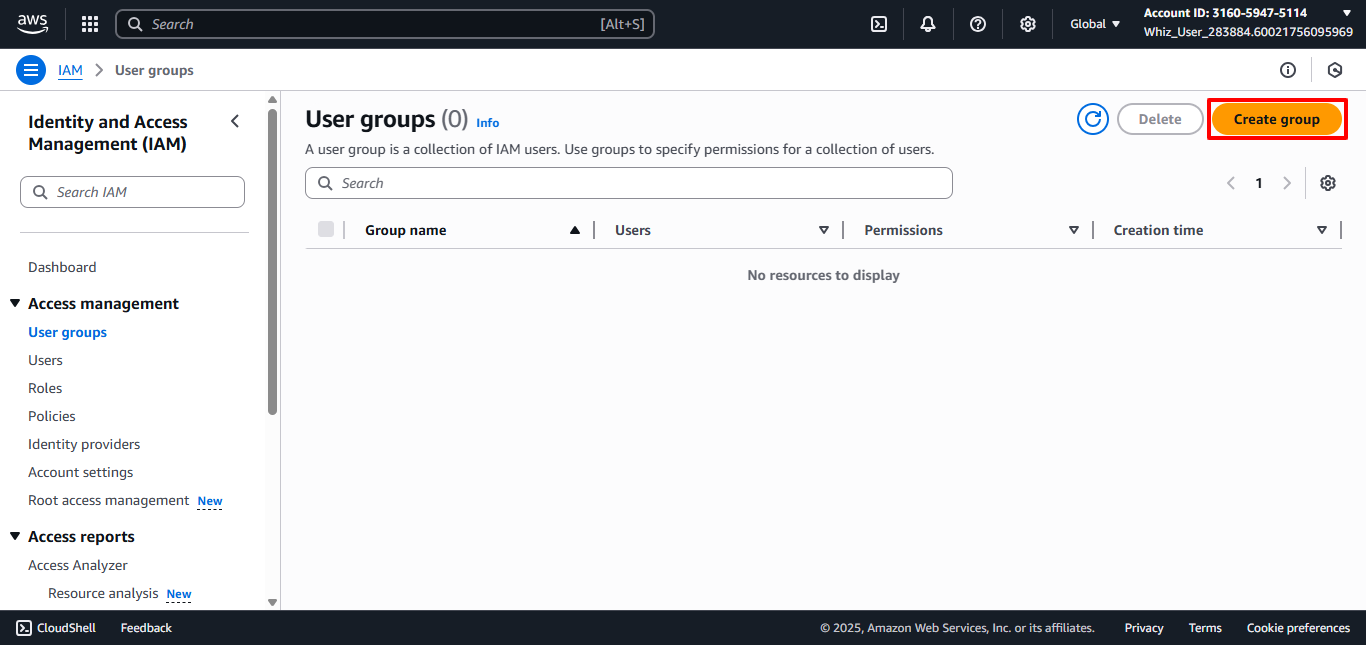 aws
Search
[Alt+S]
Global
Account ID: 3160-5947-5114
Whiz_User_283884.60021756095969
IAM
User groups
Identity and Access
Management (IAM)
Search IAM
Dashboard
Access management
User groups
Users
Roles
Policies
Identity providers
Account settings
Root access management New
Access reports
Access Analyzer
Resource analysis New
User groups (0) Info
Delete
Create group
A user group is a collection of IAM users. Use groups to specify permissions for a collection of users.
Search
1
Group name
Users
Permissions
Creation time
No resources to display
CloudShell
Feedback
© 2025, Amazon Web Services, Inc. or its affiliates.
Privacy
Terms
Cookie preferences